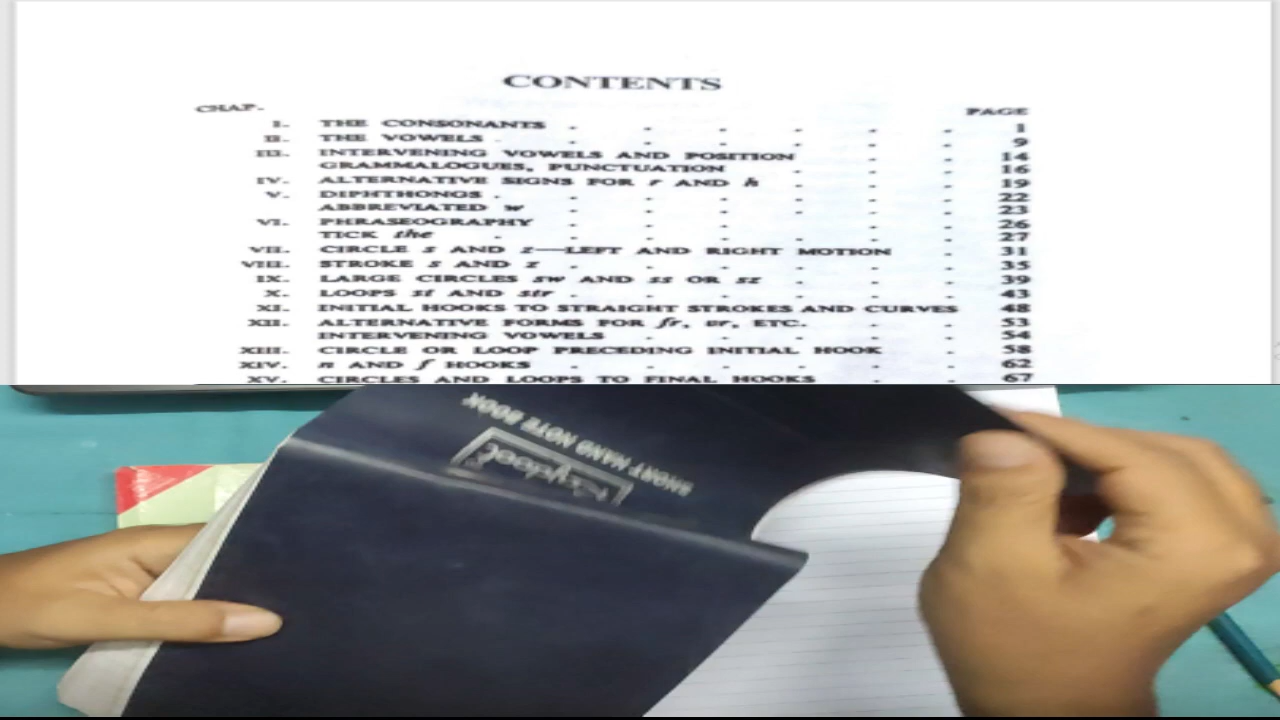 CONTENTS
CHAP. PAGE
I. THE CONSONANTS . . . . . . 1
II. THE VOWELS . . . . . . . 9
III. INTERVENING VOWELS AND POSITION . . . 14
GRAMMALOGUES, PUNCTUATION . . . 16
IV. ALTERNATIVE SIGNS FOR r AND h . . . 19
V. DIPHTHONGS . . . . . . . 22
ABBREVIATED w . . . . . . 23
VI. PHRASEOGRAPHY . . . . . . 26
TICK the . . . . . . . 27
VII. CIRCLE s AND z—LEFT AND RIGHT MOTION . 31
VIII. STROKE s AND z . . . . . . 35
IX. LARGE CIRCLES sw AND ss OR sz . . . 39
X. LOOPS st AND str . . . . . . 43
XI. INITIAL HOOKS TO STRAIGHT STROKES AND CURVES 48
XII. ALTERNATIVE FORMS FOR fr, vr, ETC. . . 53
INTERVENING VOWELS . . . . . 54
XIII. CIRCLE OR LOOP PRECEDING INITIAL HOOK . 58
XIV. n AND f HOOKS . . . . . . 62
XV. CIRCLES AND LOOPS TO FINAL HOOKS . . 67
SHORT HAND NOTE BOOK